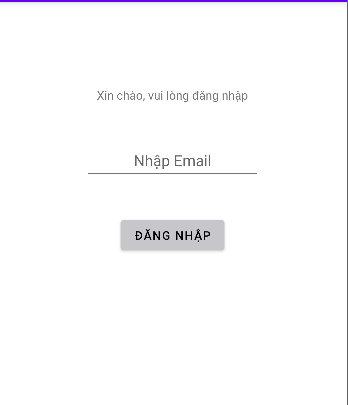 Xin chào, vui lòng đăng nhập
Nhập Email
ĐĂNG NHẬP